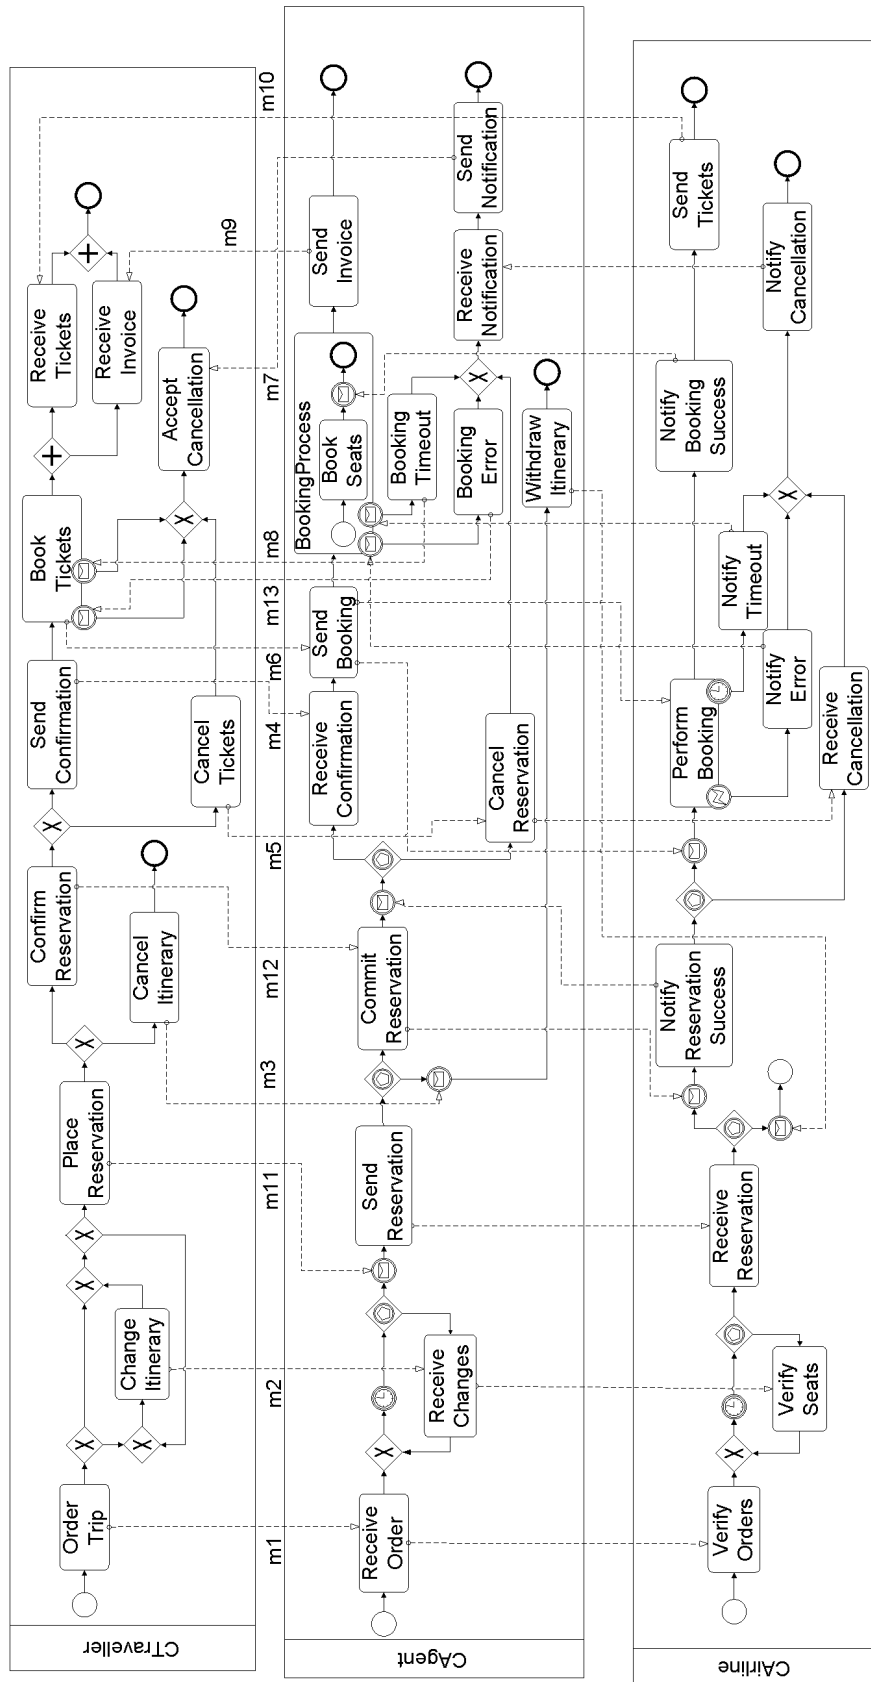 CTraveller
Order
Trip
Change
Itinerary
Place
Reservation
Cancel
Itinerary
Confirm
Reservation
Cancel
Tickets
Send
Confirmation
Book
Tickets
Accept
Cancellation
Receive
Tickets
Receive
Invoice
m1
m2
m11
m3
m12
m5
m4
m6
m13
m8
m7
m9
m10
CAgent
Receive
Order
Receive
Changes
Send
Reservation
Commit
Reservation
Receive
Confirmation
Cancel
Reservation
Send
Booking
BookingProcess
Book
Seats
Booking
Timeout
Booking
Error
Withdraw
Itinerary
Send
Invoice
Receive
Notification
Send
Notification
CAirline
Verify
Orders
Verify
Seats
Receive
Reservation
Notify
Reservation
Success
Perform
Booking
Receive
Cancellation
Notify
Error
Notify
Timeout
Notify
Booking
Success
Notify
Cancellation
Send
Tickets